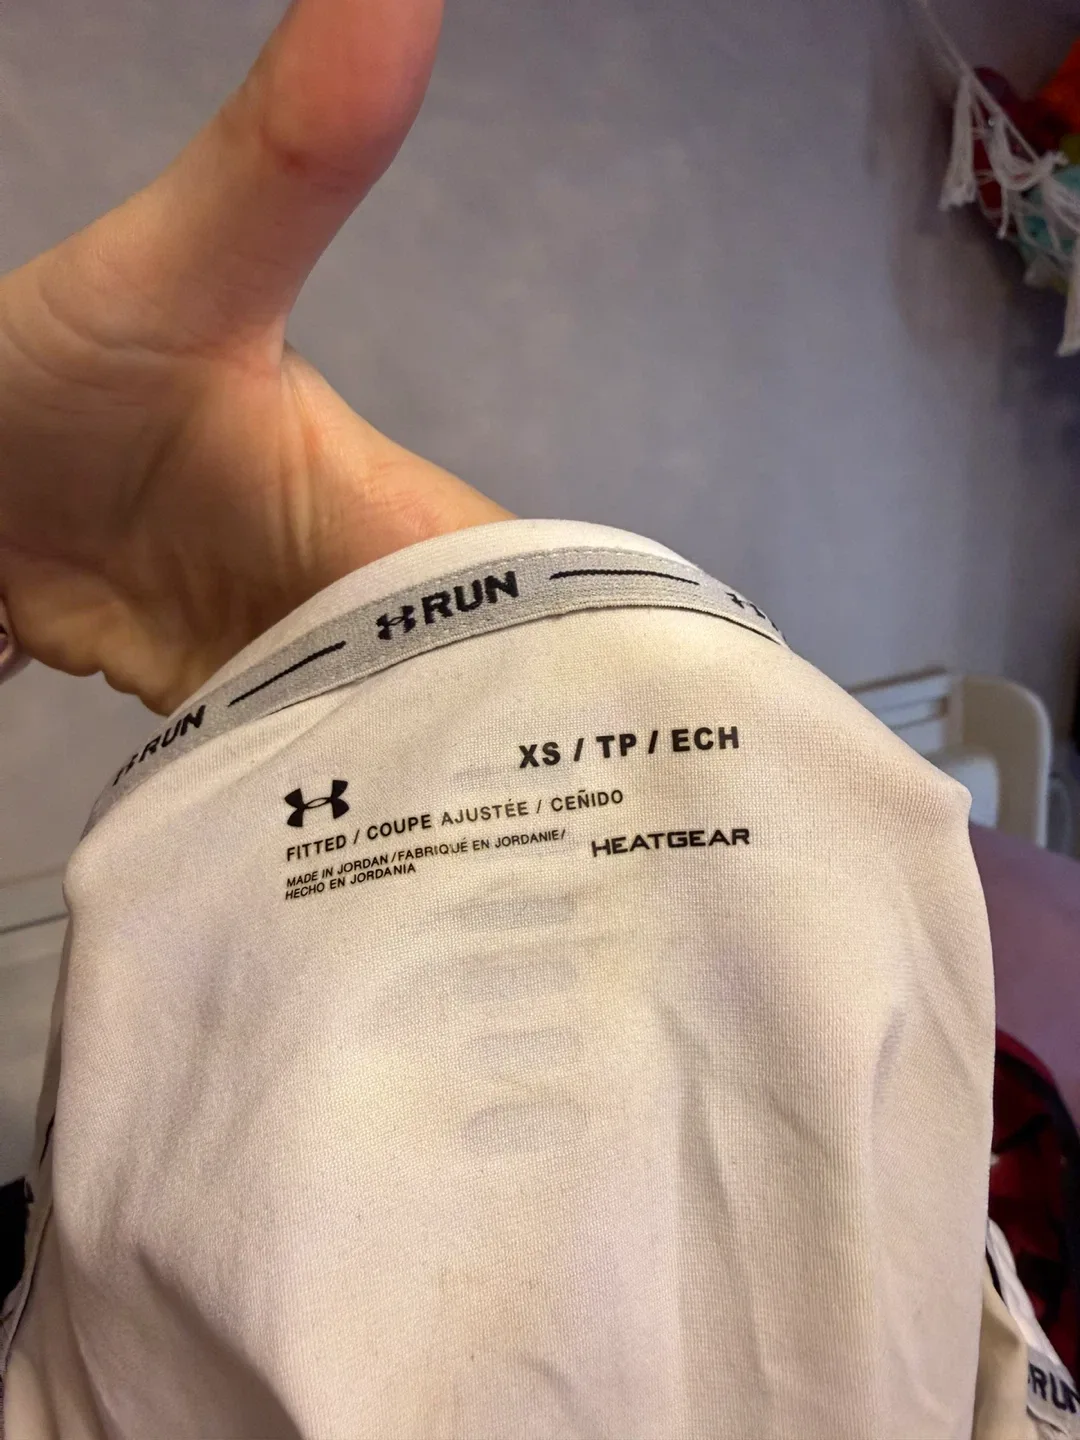 RUN
RUN
XS / TP / ECH
FITTED / COUPE AJUSTÉE / CEÑIDO
MADE IN JORDAN / FABRIQUÉ EN JORDANIE/
HECHO EN JORDANIA
HEATGEAR
RUN